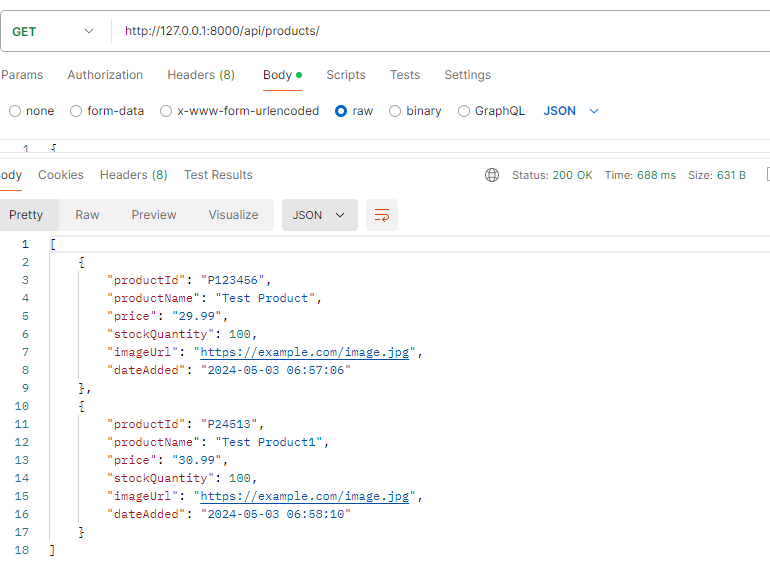 GET http://127.0.0.1:8000/api/products/
Params Authorization Headers (8) Body Scripts Tests Settings
none form-data x-www-form-urlencoded raw binary GraphQL JSON
1 {
ody Cookies Headers (8) Test Results Status: 200 OK Time: 688 ms Size: 631 B
Pretty Raw Preview Visualize JSON
1 [
2 {
3 "productId": "P123456",
4 "productName": "Test Product",
5 "price": "29.99",
6 "stockQuantity": 100,
7 "imageUrl": "https://example.com/image.jpg",
8 "dateAdded": "2024-05-03 06:57:06"
9 },
10 {
11 "productId": "P24513",
12 "productName": "Test Product1",
13 "price": "30.99",
14 "stockQuantity": 100,
15 "imageUrl": "https://example.com/image.jpg",
16 "dateAdded": "2024-05-03 06:58:10"
17 }
18 ]